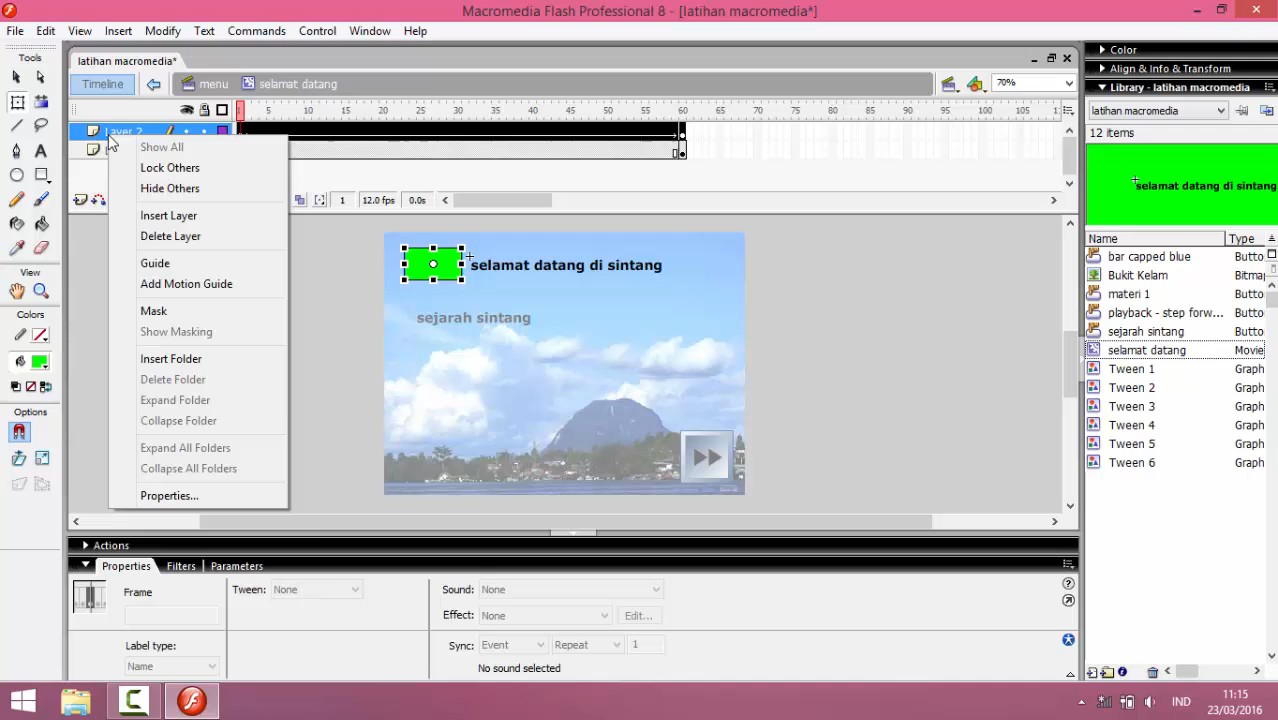 Macromedia Flash Professional 8 - [latihan macromedia*]
File Edit View Insert Modify Text Commands Control Window Help
Tools
View
Colors
Options
latihan macromedia*
Timeline menu selamat datang 70%
5 10 15 20 25 30 35 40 45 50 55 60 65 70 75 80 85 90 95 100 105
Layer 2
1 12.0 fps 0.0s
Show All
Lock Others
Hide Others
Insert Layer
Delete Layer
Guide
Add Motion Guide
Mask
Show Masking
Insert Folder
Delete Folder
Expand Folder
Collapse Folder
Expand All Folders
Collapse All Folders
Properties...
selamat datang di sintang
sejarah sintang
Actions
Properties Filters Parameters
Frame
Label type:
Name
Tween: None
Sound: None
Effect: None Edit...
Sync: Event Repeat 1
No sound selected
Color
Align & Info & Transform
Library - latihan macromedia
latihan macromedia
12 items
selamat datang di sintang
Name Type
bar capped blue Butto
Bukit Kelam Bitma
materi 1 Butto
playback - step forw... Butto
sejarah sintang Butto
selamat datang Movie
Tween 1 Graph
Tween 2 Graph
Tween 3 Graph
Tween 4 Graph
Tween 5 Graph
Tween 6 Graph
IND
11:15
23/03/2016